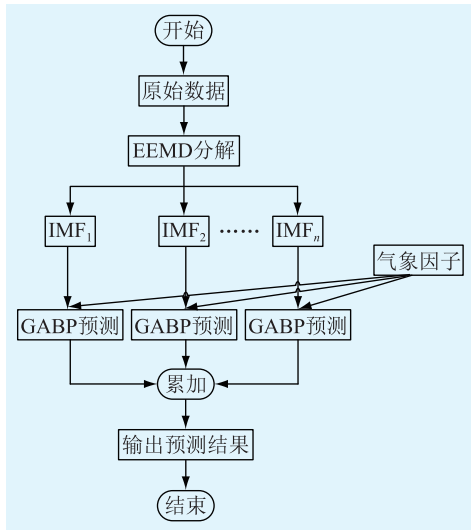 开始
原始数据
EEMD分解
IMF₁ IMF₂ …… IMFₙ
气象因子
GABP预测 GABP预测 GABP预测
累加
输出预测结果
结束